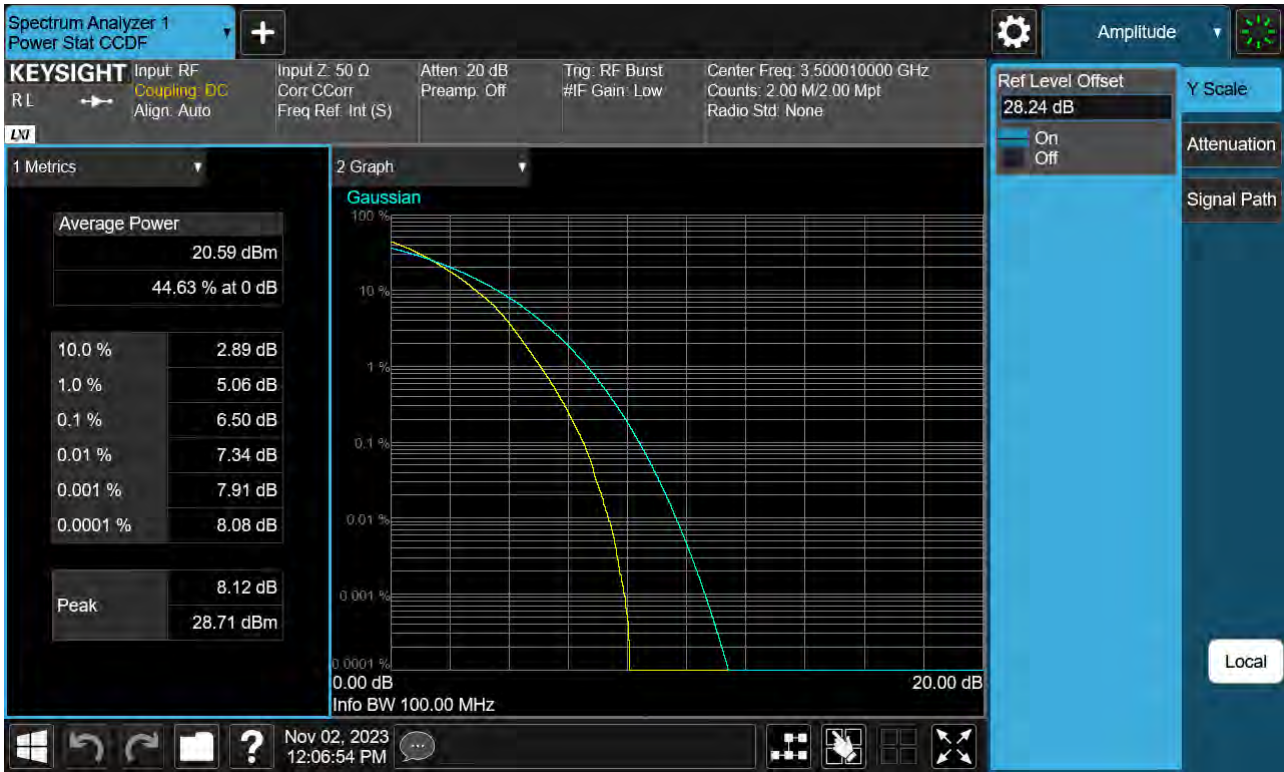 Spectrum Analyzer 1
Power Stat CCDF
Amplitude
KEYSIGHT
R L
LXI
Input: RF
Coupling: DC
Align: Auto
Input Z: 50 Ω
Corr CCorr
Freq Ref: Int (S)
Atten: 20 dB
Preamp: Off
Trig: RF Burst
#IF Gain: Low
Center Freq: 3.500010000 GHz
Counts: 2.00 M/2.00 Mpt
Radio Std: None
Ref Level Offset
28.24 dB
On
Off
Y Scale
Attenuation
Signal Path
Local
1 Metrics
Average Power
20.59 dBm
44.63 % at 0 dB
10.0 % 2.89 dB
1.0 % 5.06 dB
0.1 % 6.50 dB
0.01 % 7.34 dB
0.001 % 7.91 dB
0.0001 % 8.08 dB
Peak
8.12 dB
28.71 dBm
2 Graph
Gaussian
100 %
10 %
1 %
0.1 %
0.01 %
0.001 %
0.0001 %
0.00 dB
20.00 dB
Info BW 100.00 MHz
?
Nov 02, 2023
12:06:54 PM